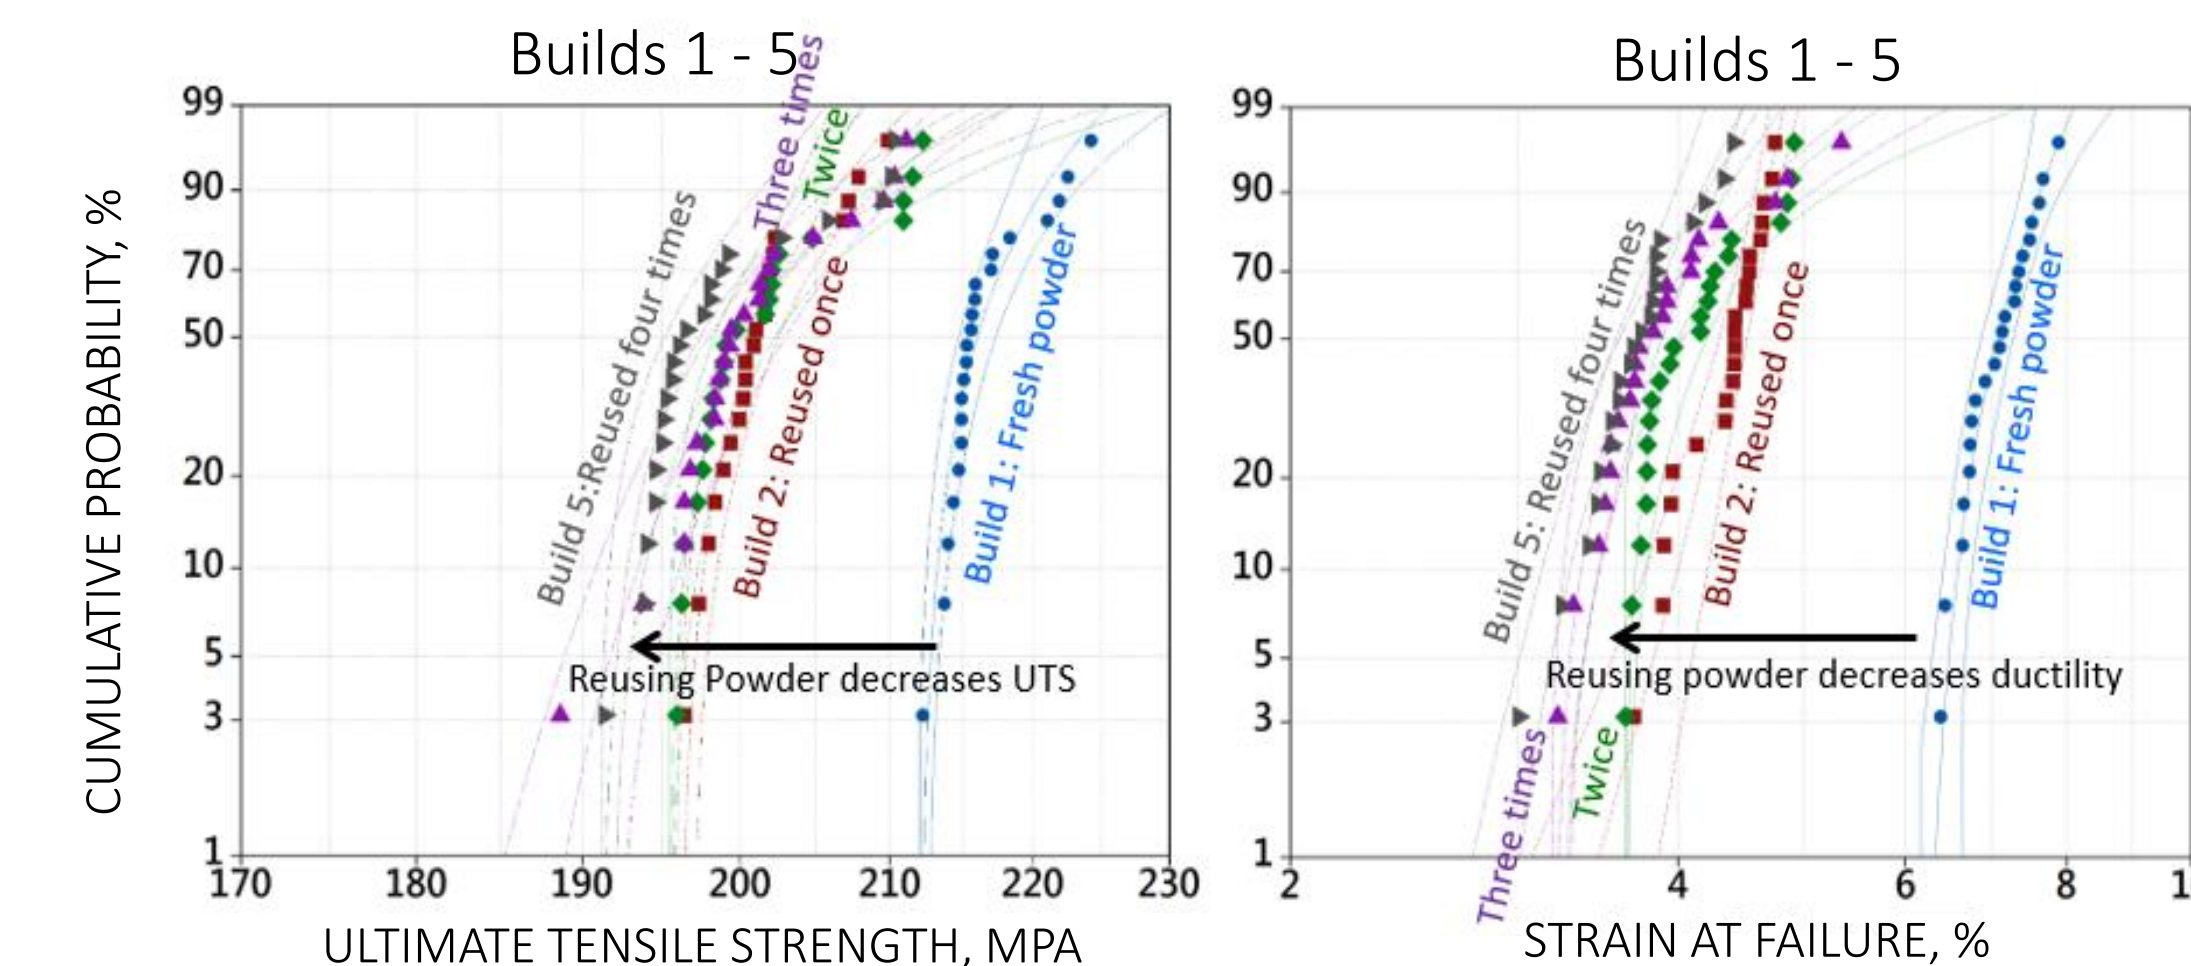 Builds 1 - 5
CUMULATIVE PROBABILITY, %
99
90
70
50
20
10
5
3
1
170
180
190
200
210
220
230
ULTIMATE TENSILE STRENGTH, MPA
Build 5:Reused four times
Three times
Twice
Build 2: Reused once
Build 1: Fresh powder
Reusing Powder decreases UTS
Builds 1 - 5
99
90
70
50
20
10
5
3
1
2
4
6
8
1
STRAIN AT FAILURE, %
Build 5: Reused four times
Three times
Twice
Build 2: Reused once
Build 1: Fresh powder
Reusing powder decreases ductility